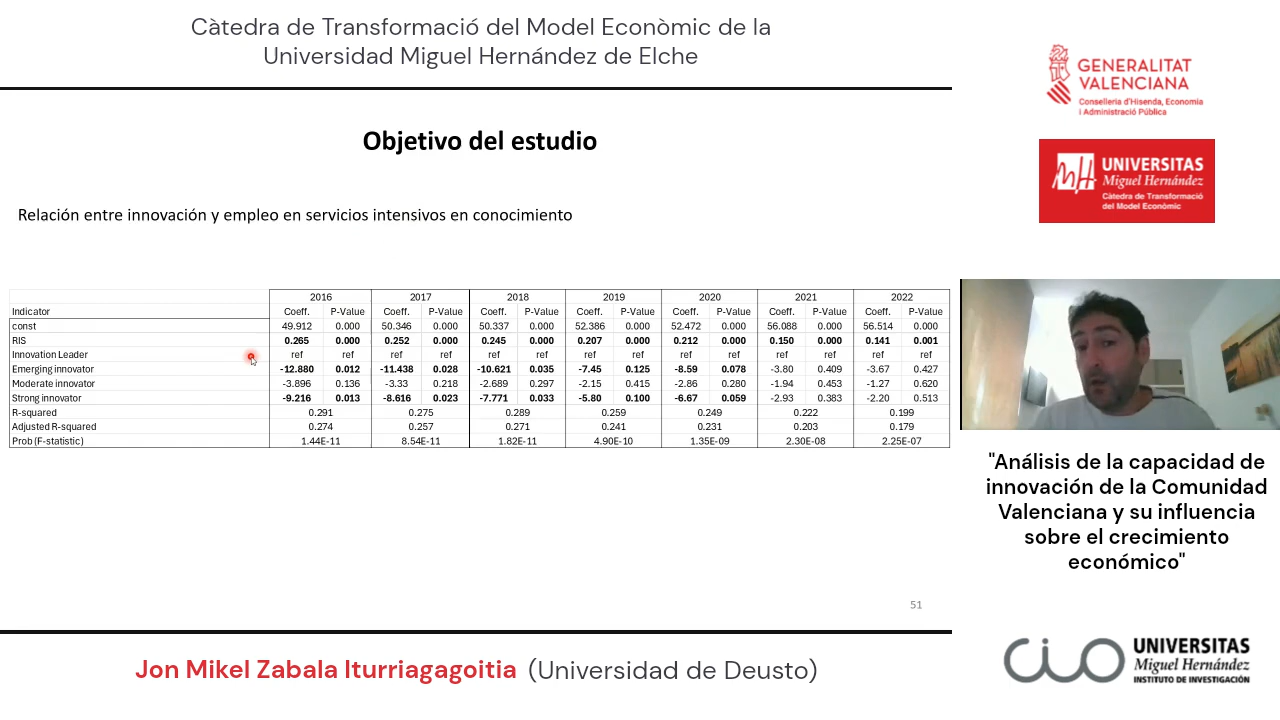 Càtedra de Transformació del Model Econòmic de la
Universidad Miguel Hernández de Elche
GENERALITAT
VALENCIANA
Conselleria d'Hisenda, Economia
i Administració Pública
UNIVERSITAS
Miguel Hernández
Càtedra de Transformació
del Model Econòmic
Objetivo del estudio
Relación entre innovación y empleo en servicios intensivos en conocimiento
2016 2017 2018 2019 2020 2021 2022
Indicator Coeff. P-Value Coeff. P-Value Coeff. P-Value Coeff. P-Value Coeff. P-Value Coeff. P-Value Coeff. P-Value
const 49.912 0.000 50.346 0.000 50.337 0.000 52.386 0.000 52.472 0.000 56.088 0.000 56.514 0.000
RIS 0.265 0.000 0.252 0.000 0.245 0.000 0.207 0.000 0.212 0.000 0.150 0.000 0.141 0.001
Innovation Leader ref ref ref ref ref ref ref ref ref ref ref ref ref ref
Emerging innovator -12.880 0.012 -11.438 0.028 -10.621 0.035 -7.45 0.125 -8.59 0.078 -3.80 0.409 -3.67 0.427
Moderate innovator -3.896 0.136 -3.33 0.218 -2.689 0.297 -2.15 0.415 -2.86 0.280 -1.94 0.453 -1.27 0.620
Strong innovator -9.216 0.013 -8.616 0.023 -7.771 0.033 -5.80 0.100 -6.67 0.059 -2.93 0.383 -2.20 0.513
R-squared 0.291 0.275 0.289 0.259 0.249 0.222 0.199
Adjusted R-squared 0.274 0.257 0.271 0.241 0.231 0.203 0.179
Prob (F-statistic) 1.44E-11 8.54E-11 1.82E-11 4.90E-10 1.35E-09 2.30E-08 2.25E-07
51
"Análisis de la capacidad de
innovación de la Comunidad
Valenciana y su influencia
sobre el crecimiento
económico"
Jon Mikel Zabala Iturriagagoitia (Universidad de Deusto)
CIO
UNIVERSITAS
Miguel Hernández
INSTITUTO DE INVESTIGACIÓN